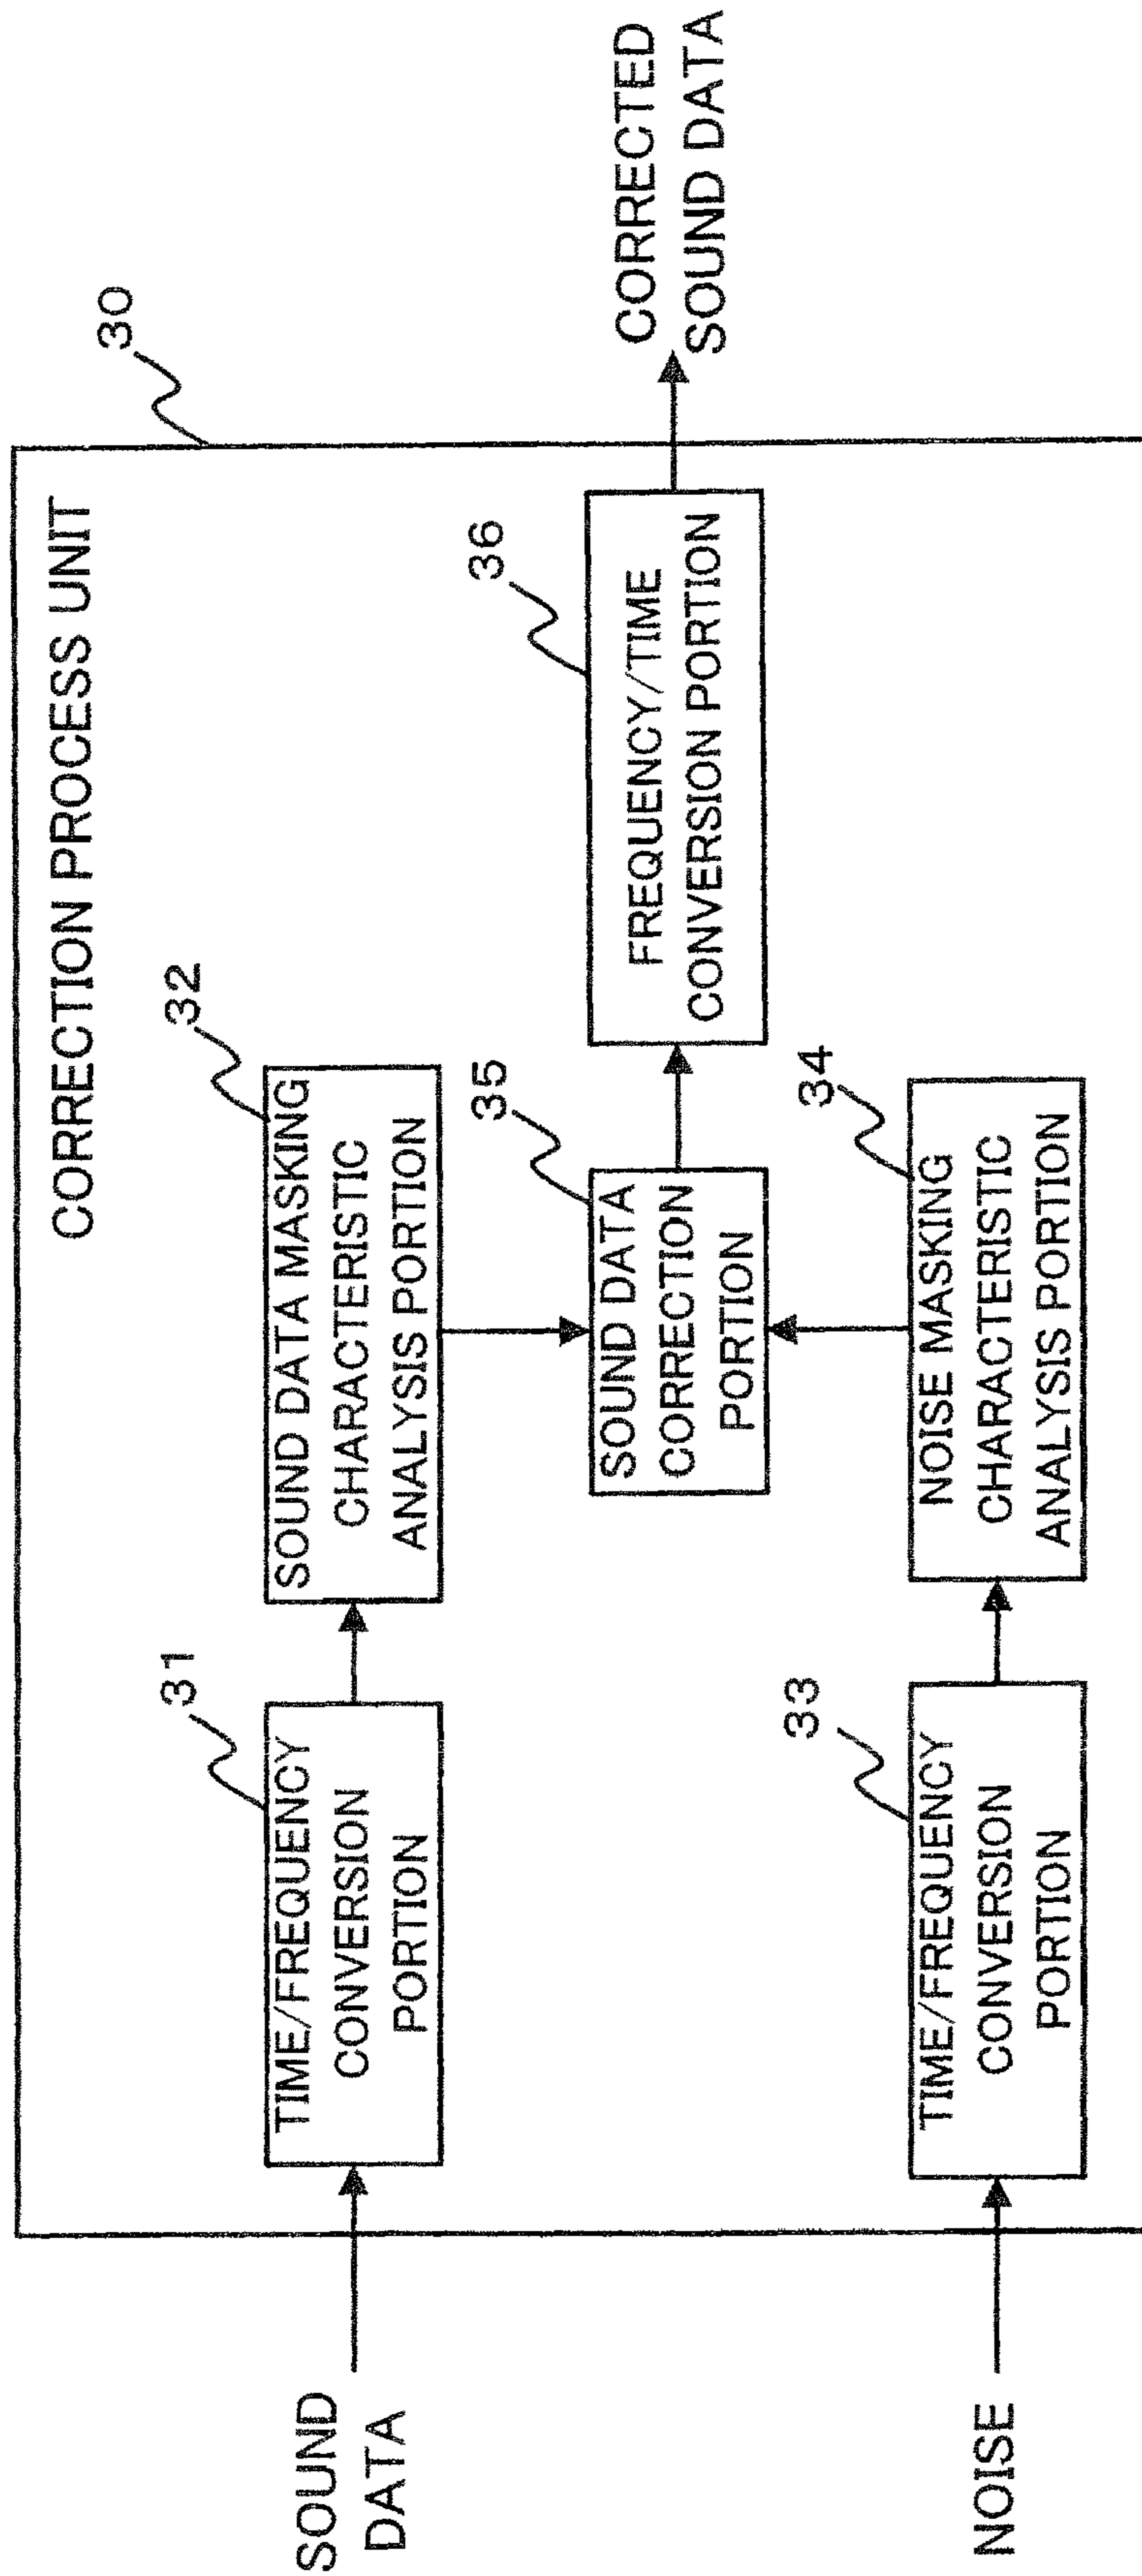 CORRECTION PROCESS UNIT
30
SOUND
DATA
31
TIME/FREQUENCY
CONVERSION
PORTION
32
SOUND DATA MASKING
CHARACTERISTIC
ANALYSIS PORTION
35
SOUND DATA
CORRECTION
PORTION
36
FREQUENCY/TIME
CONVERSION PORTION
CORRECTED
SOUND DATA
NOISE
33
TIME/FREQUENCY
CONVERSION
PORTION
34
NOISE MASKING
CHARACTERISTIC
ANALYSIS PORTION